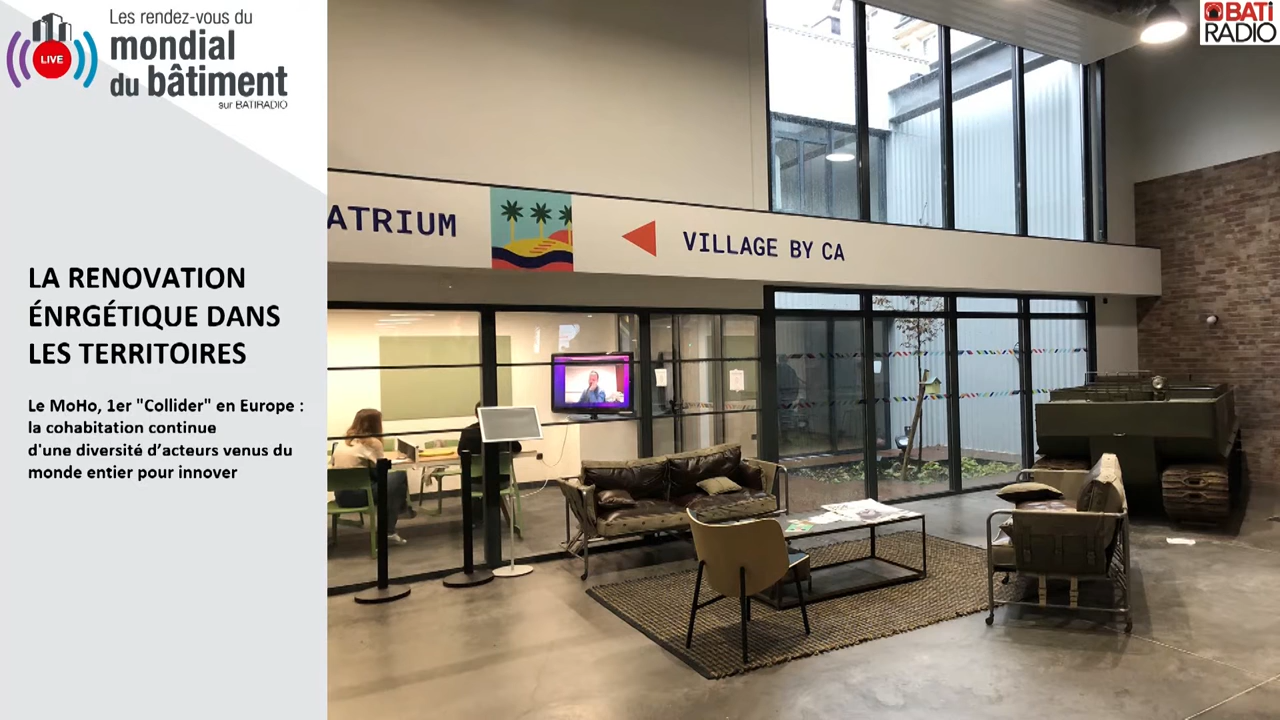 Les rendez-vous du
mondial
du bâtiment
sur BATIRADIO
LIVE
BATi
RADIO
ATRIUM
VILLAGE BY CA
LA RENOVATION
ÉNRGÉTIQUE DANS
LES TERRITOIRES
Le MoHo, 1er "Collider" en Europe :
la cohabitation continue
d'une diversité d’acteurs venus du
monde entier pour innover